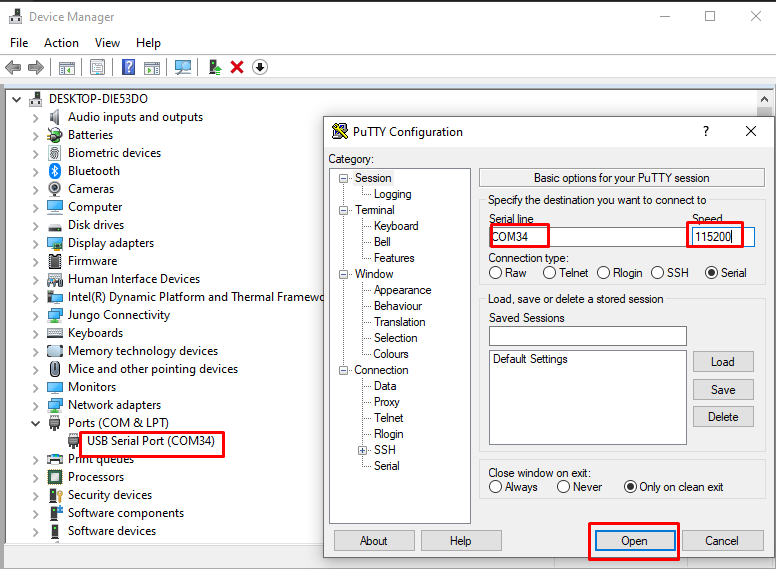 Device Manager
File Action View Help
DESKTOP-DIE53DO
Audio inputs and outputs
Batteries
Biometric devices
Bluetooth
Cameras
Computer
Disk drives
Display adapters
Firmware
Human Interface Devices
Intel(R) Dynamic Platform and Thermal Framewo
Jungo Connectivity
Keyboards
Memory technology devices
Mice and other pointing devices
Monitors
Network adapters
Ports (COM & LPT)
USB Serial Port (COM34)
Print queues
Processors
Security devices
Software components
Software devices
PuTTY Configuration
?
Category:
Session
Logging
Terminal
Keyboard
Bell
Features
Window
Appearance
Behaviour
Translation
Selection
Colours
Connection
Data
Proxy
Telnet
Rlogin
SSH
Serial
Basic options for your PuTTY session
Specify the destination you want to connect to
Serial line Speed
COM34 115200
Connection type:
Raw Telnet Rlogin SSH Serial
Load, save or delete a stored session
Saved Sessions
Default Settings
Load
Save
Delete
Close window on exit:
Always Never Only on clean exit
About Help Open Cancel